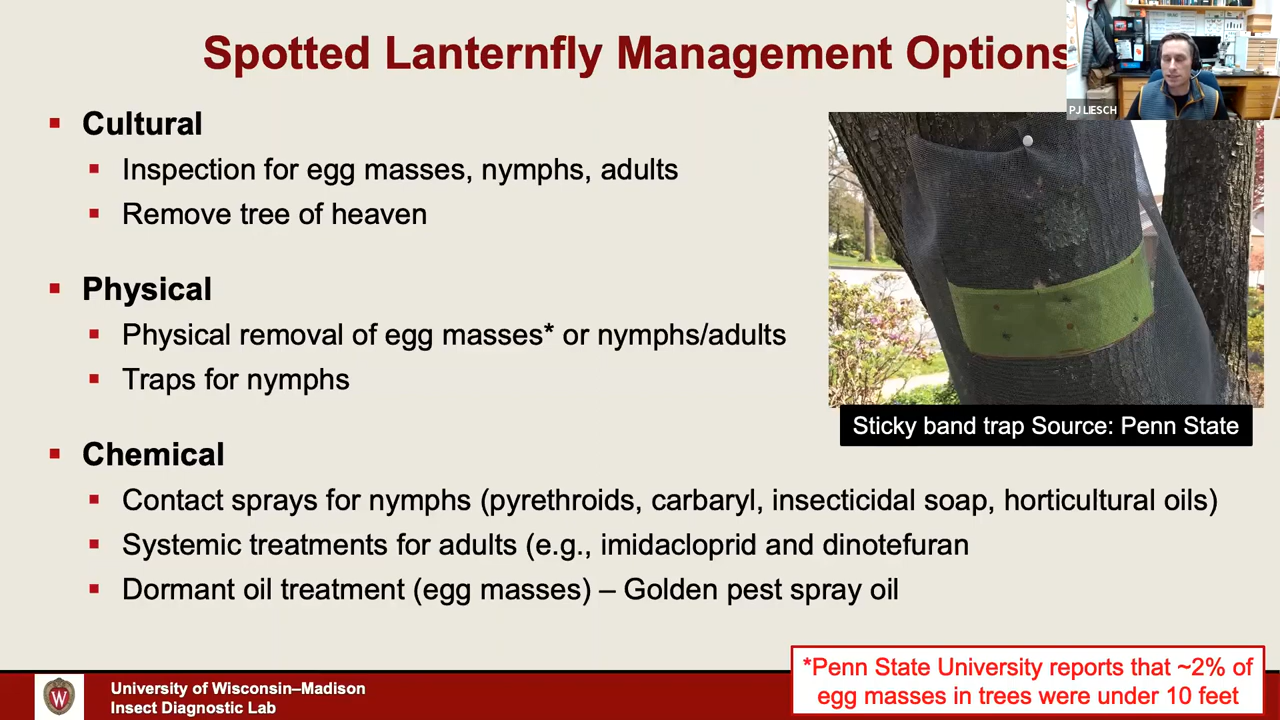 Spotted Lanternfly Management Options
PJ LIESCH
Cultural
Inspection for egg masses, nymphs, adults
Remove tree of heaven
Physical
Physical removal of egg masses* or nymphs/adults
Traps for nymphs
Sticky band trap Source: Penn State
Chemical
Contact sprays for nymphs (pyrethroids, carbaryl, insecticidal soap, horticultural oils)
Systemic treatments for adults (e.g., imidacloprid and dinotefuran
Dormant oil treatment (egg masses) – Golden pest spray oil
*Penn State University reports that ~2% of
egg masses in trees were under 10 feet
W
University of Wisconsin–Madison
Insect Diagnostic Lab